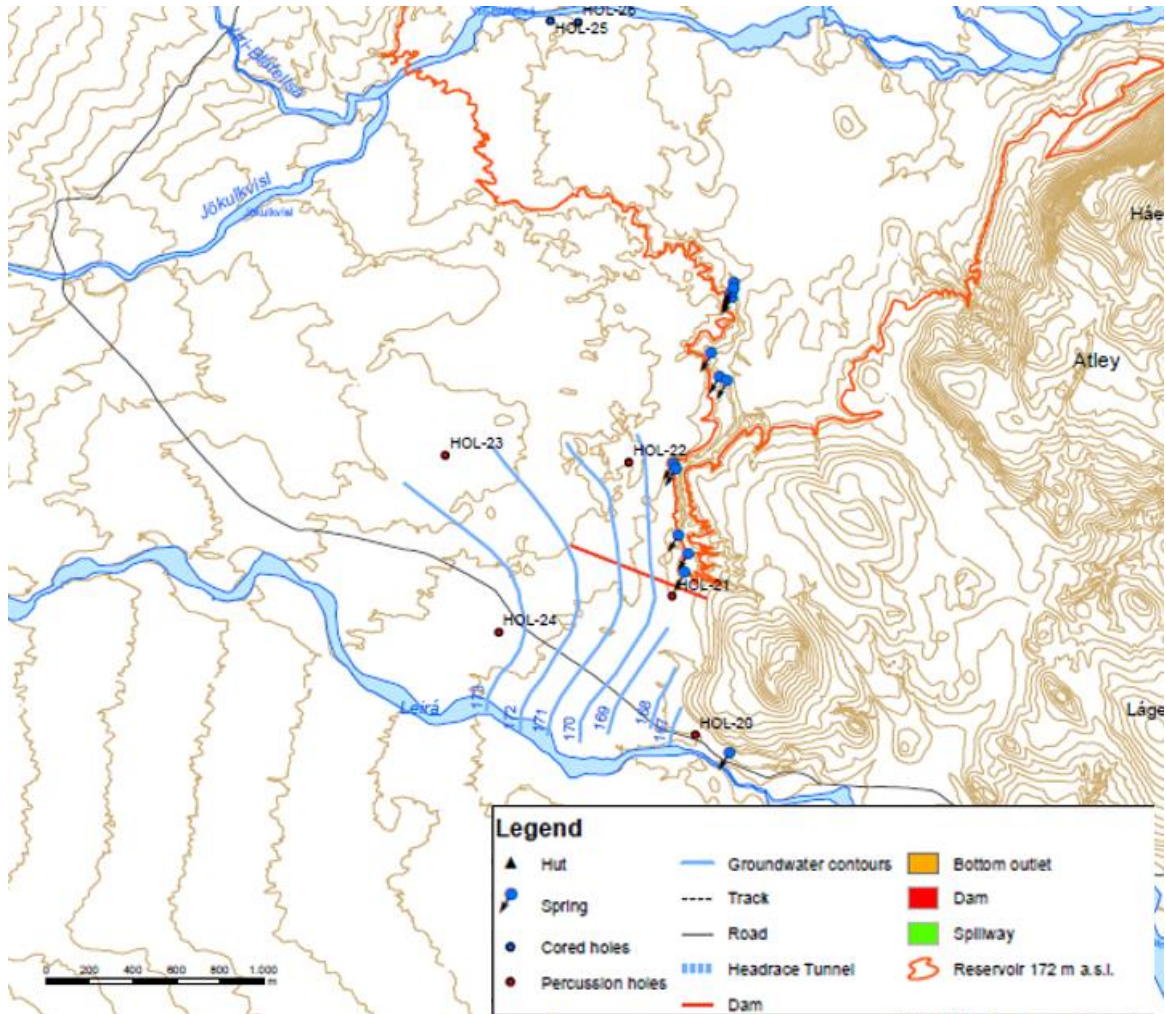 HOL-26
HOL-25
Jökulkvísl
Jökulkvísl
Atley
HOL-23
HOL-22
HOL-21
HOL-24
Leirá
173
172
171
170
169
168
167
HOL-20
Legend
Hut
Groundwater contours
Bottom outlet
Spring
Track
Dam
Cored holes
Road
Spillway
Percussion holes
Headrace Tunnel
Reservoir 172 m a.s.l.
Dam
0 200 400 600 800 1.000
m